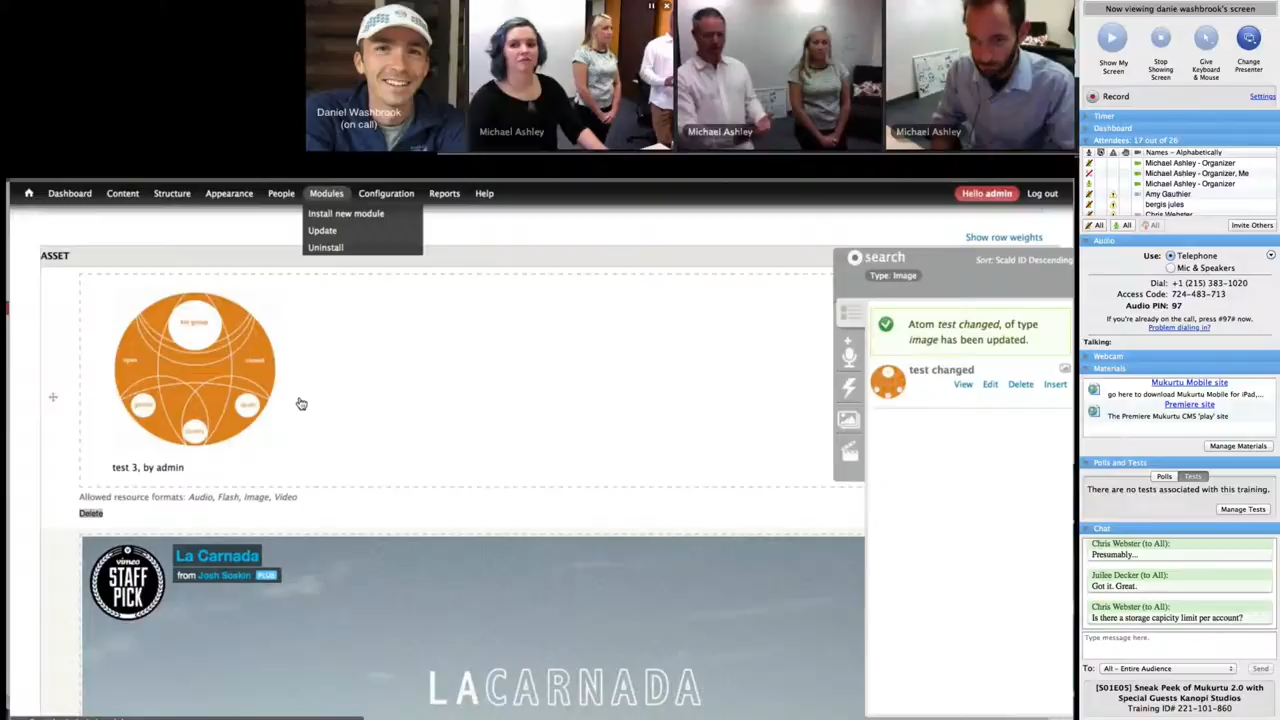 Daniel Washbrook
(on call)
Michael Ashley
Michael Ashley
Michael Ashley
Dashboard Content Structure Appearance People Modules Configuration Reports Help Hello admin Log out
Install new module
Update
Uninstall
Show row weights
ASSET
search Sort: Scald ID Descending
Type: Image
Atom test changed, of type
image has been updated.
test changed
View Edit Delete Insert
test 3, by admin
Allowed resource formats: Audio, Flash, Image, Video
Delete
vimeo
STAFF
PICK
La Carnada
from Josh Soskin PLUS
LACARNADA
Now viewing danie washbrook's screen
Show My
Screen
Stop
Showing
Screen
Give
Keyboard
& Mouse
Change
Presenter
Record Settings
Timer
Dashboard
Attendees: 17 out of 26
Names - Alphabetically
Michael Ashley - Organizer
Michael Ashley - Organizer, Me
Michael Ashley - Organizer
Amy Gauthier
bergis jules
Chris Webster
All All All Invite Others
Audio
Use: Telephone
Mic & Speakers
Dial: +1 (215) 383-1020
Access Code: 724-483-713
Audio PIN: 97
If you're already on the call, press #97# now.
Problem dialing in?
Talking:
Webcam
Materials
Mukurtu Mobile site
go here to download Mukurtu Mobile for iPad,...
Premiere site
The Premiere Mukurtu CMS 'play' site
Manage Materials
Polls and Tests
Polls Tests
There are no tests associated with this training.
Manage Tests
Chat
Chris Webster (to All):
Presumably...
Juilee Decker (to All):
Got it. Great.
Chris Webster (to All):
Is there a storage capicity limit per account?
Type message here.
To: All - Entire Audience Send
[S01E05] Sneak Peek of Mukurtu 2.0 with
Special Guests Kanopi Studios
Training ID# 221-101-860